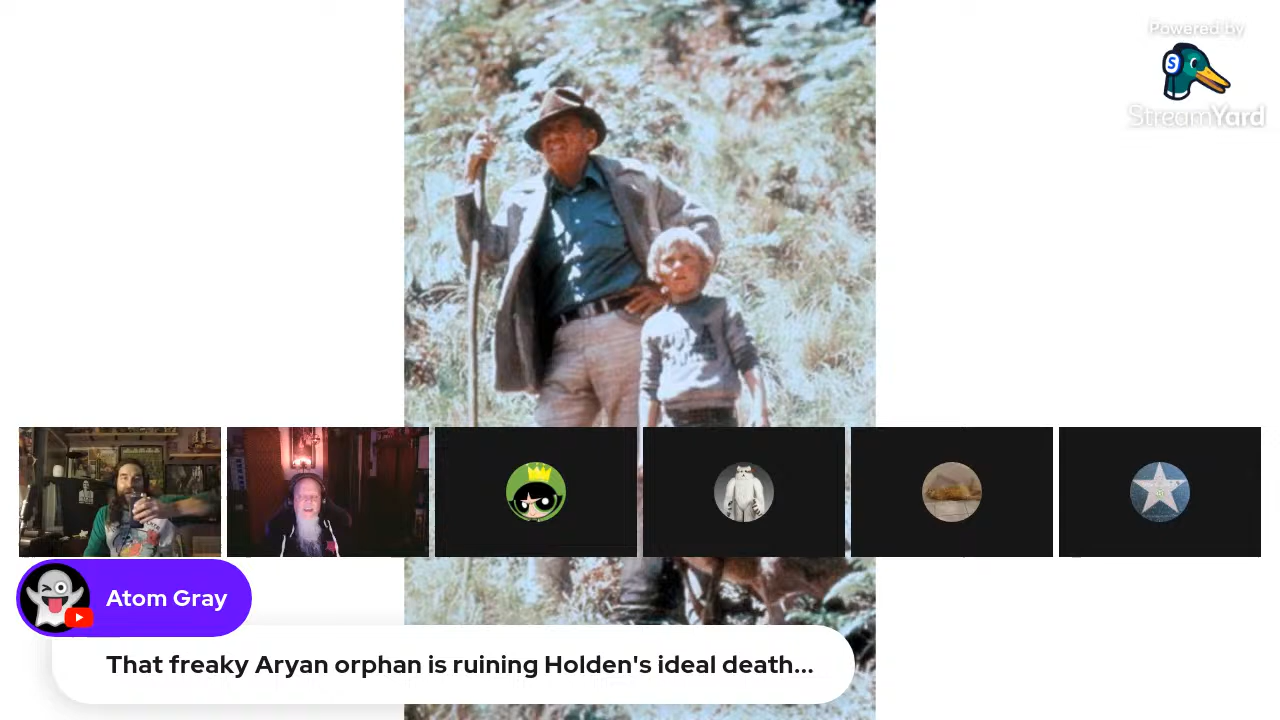 Powered by
StreamYard
Atom Gray
That freaky Aryan orphan is ruining Holden's ideal death...